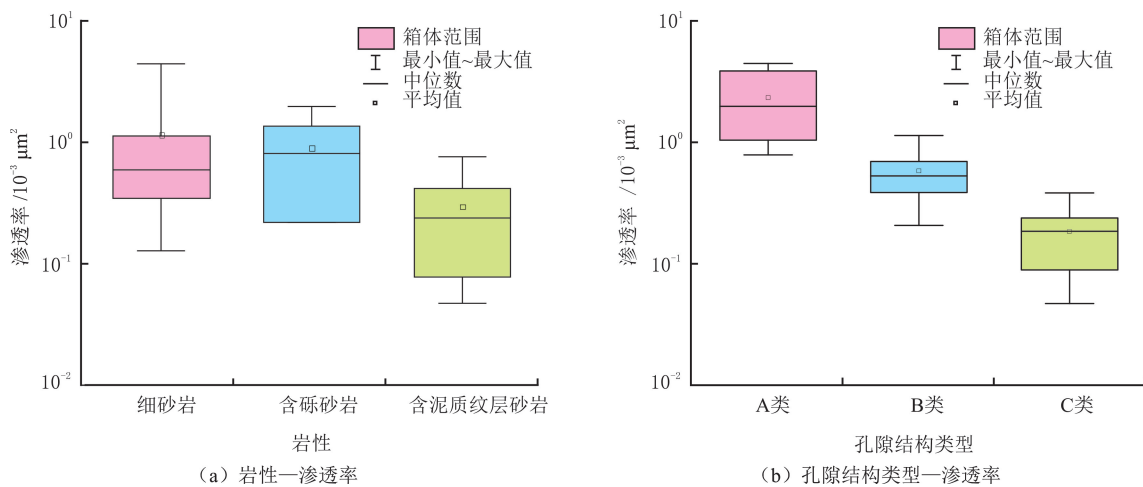 10¹
10⁰
10⁻¹
10⁻²
渗透率 /10⁻³ μm²
箱体范围
最小值~最大值
中位数
平均值
细砂岩
含砾砂岩
含泥质纹层砂岩
岩性
（a）岩性—渗透率
10¹
10⁰
10⁻¹
10⁻²
渗透率 /10⁻³ μm²
箱体范围
最小值~最大值
中位数
平均值
A类
B类
C类
孔隙结构类型
（b）孔隙结构类型—渗透率